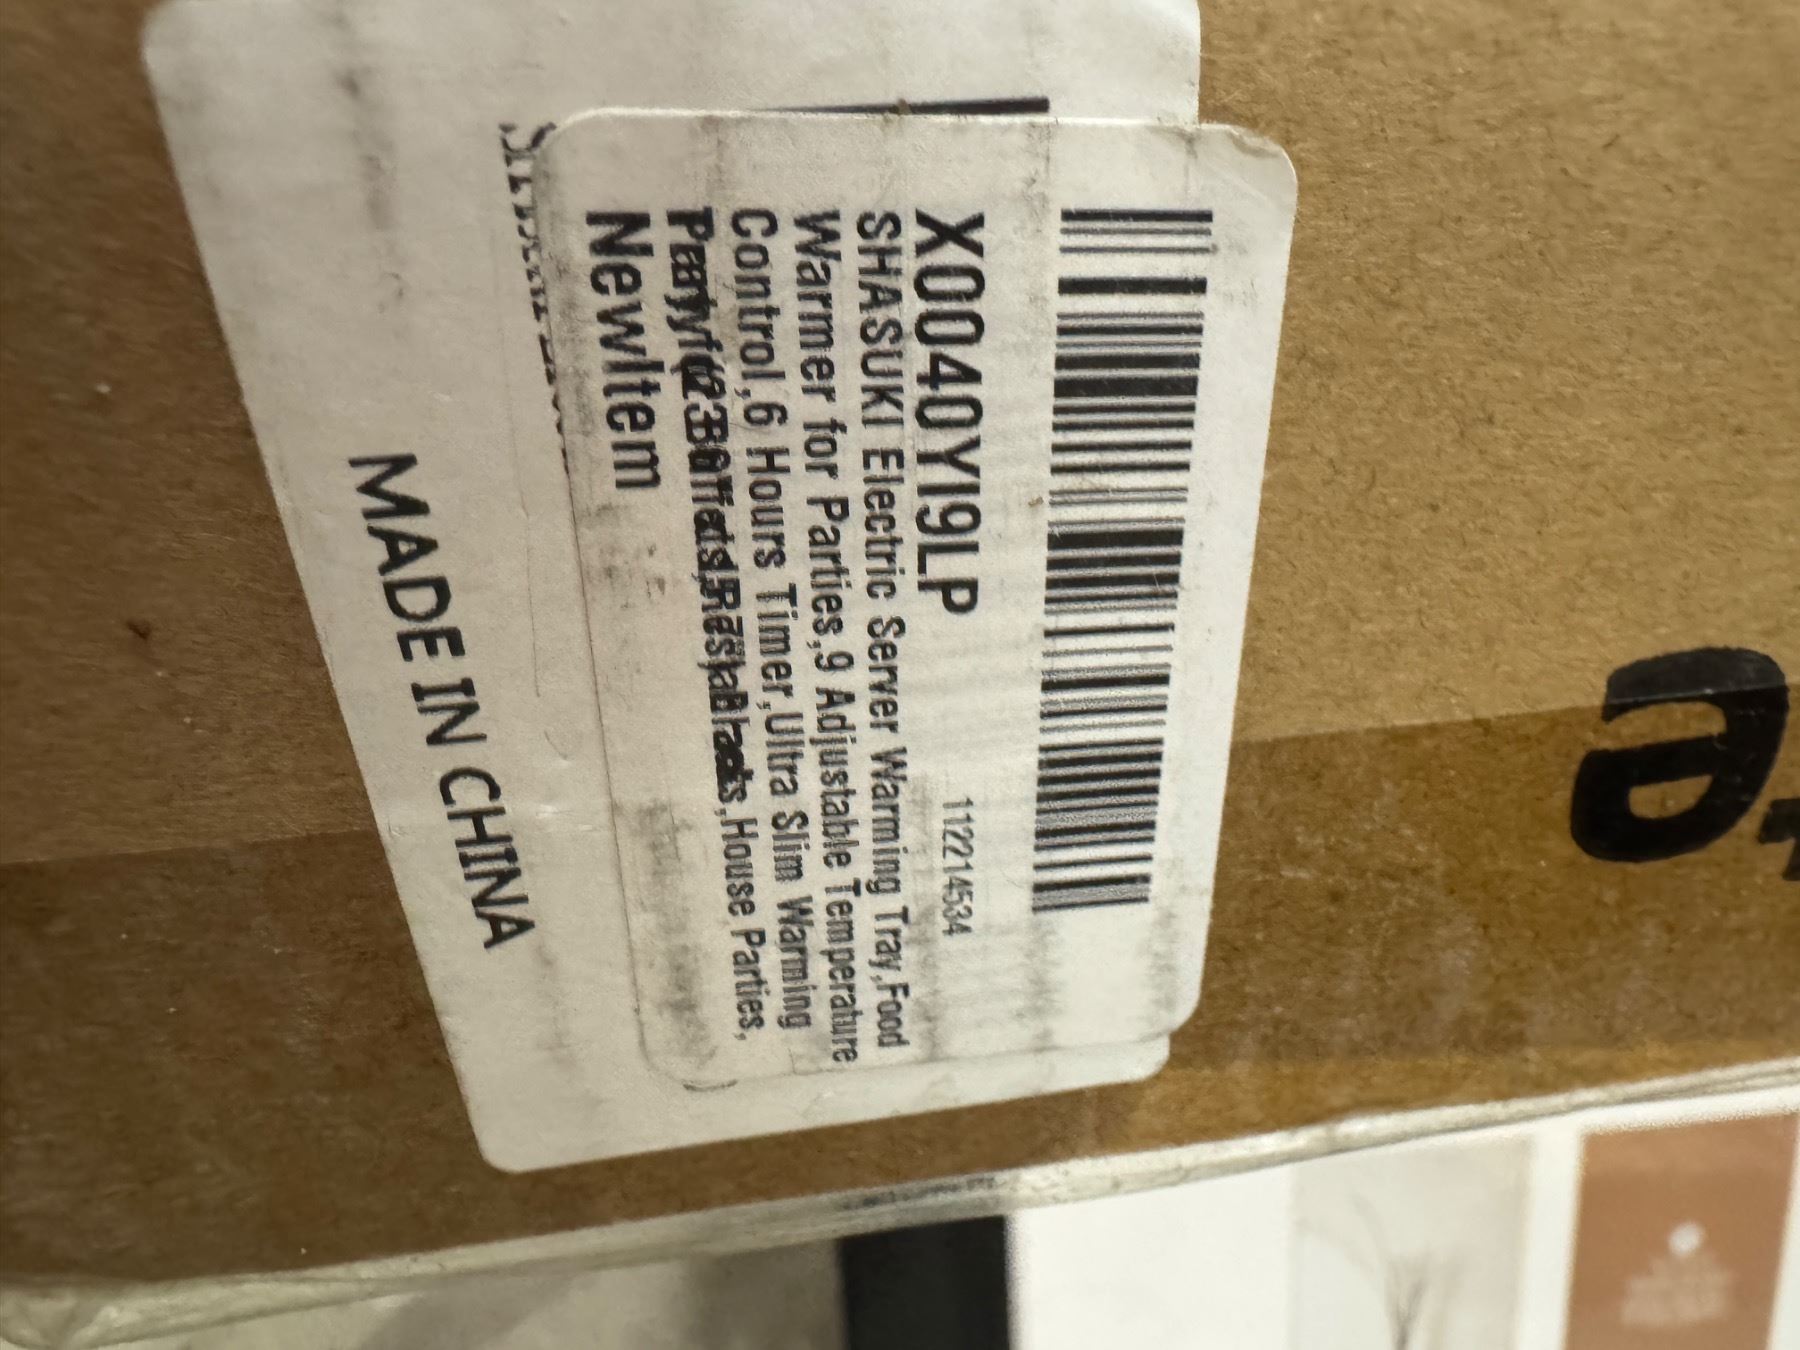 X0040YI9LP
1122214534
SHASUKI Electric Server Warming Tray,Food
Warmer for Parties,9 Adjustable Temperature
Control,6 Hours Timer,Ultra Slim Warming
,House Parties,
NewItem
MADE IN CHINA
a